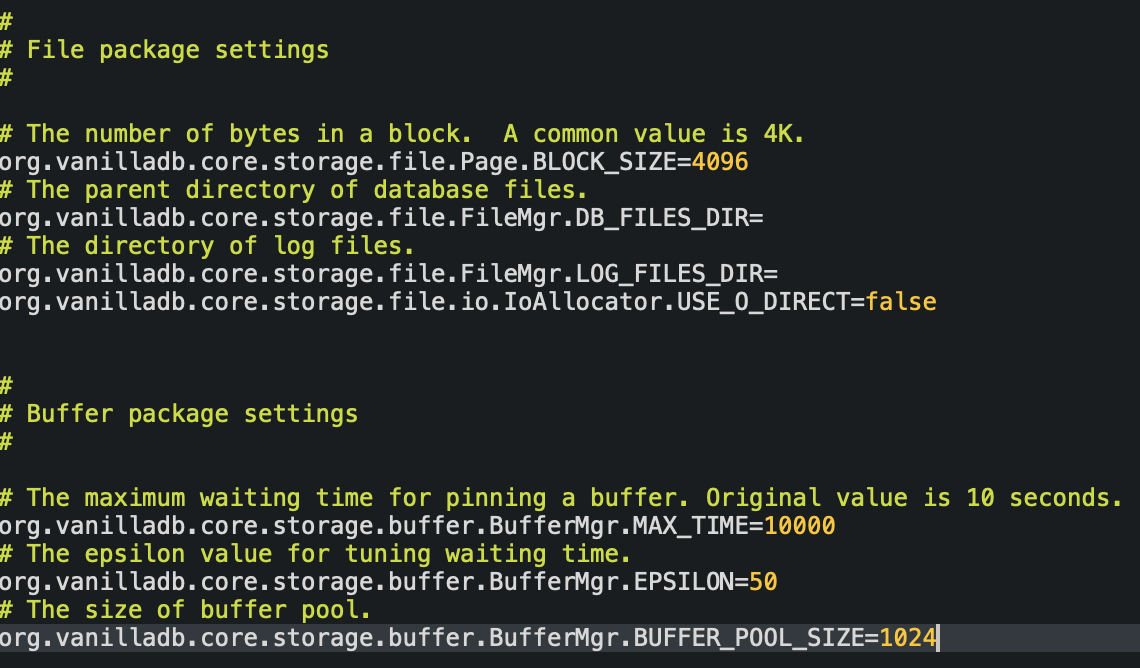 #
# File package settings
#
# The number of bytes in a block.  A common value is 4K.
org.vanilladb.core.storage.file.Page.BLOCK_SIZE=4096
# The parent directory of database files.
org.vanilladb.core.storage.file.FileMgr.DB_FILES_DIR=
# The directory of log files.
org.vanilladb.core.storage.file.FileMgr.LOG_FILES_DIR=
org.vanilladb.core.storage.file.io.IoAllocator.USE_O_DIRECT=false
#
# Buffer package settings
#
# The maximum waiting time for pinning a buffer. Original value is 10 seconds.
org.vanilladb.core.storage.buffer.BufferMgr.MAX_TIME=10000
# The epsilon value for tuning waiting time.
org.vanilladb.core.storage.buffer.BufferMgr.EPSILON=50
# The size of buffer pool.
org.vanilladb.core.storage.buffer.BufferMgr.BUFFER_POOL_SIZE=1024